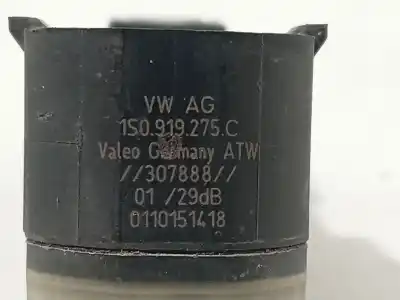 VW AG
1S0.919.275.C
Valeo Germany ATW
//307888//
01 /29dB
0110151418